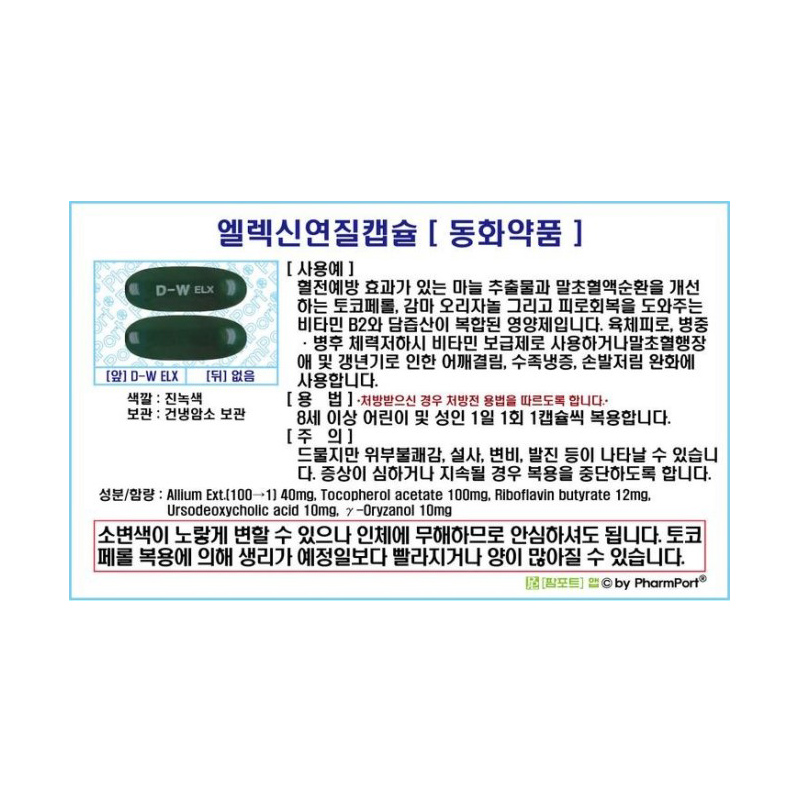 엘렉신연질캡슐 [ 동화약품 ]
D-W ELX
[앞] D-W ELX [뒤] 없음
색깔 : 진녹색
보관 : 건냉암소 보관
[ 사용예 ]
혈전예방 효과가 있는 마늘 추출물과 말초혈액순환을 개선
하는 토코페롤, 감마 오리자놀 그리고 피로회복을 도와주는
비타민 B2와 담즙산이 복합된 영양제입니다. 육체피로, 병중
· 병후 체력저하시 비타민 보급제로 사용하거나말초혈행장
애 및 갱년기로 인한 어깨결림, 수족냉증, 손발저림 완화에
사용합니다.
[ 용 법 ] ·처방받으신 경우 처방전 용법을 따르도록 합니다.·
8세 이상 어린이 및 성인 1일 1회 1캡슐씩 복용합니다.
[ 주 의 ]
드물지만 위부불쾌감, 설사, 변비, 발진 등이 나타날 수 있습니
다. 증상이 심하거나 지속될 경우 복용을 중단하도록 합니다.
성분/함량 : Allium Ext.(100→1) 40mg, Tocopherol acetate 100mg, Riboflavin butyrate 12mg,
Ursodeoxycholic acid 10mg, γ-Oryzanol 10mg
소변색이 노랗게 변할 수 있으나 인체에 무해하므로 안심하셔도 됩니다. 토코
페롤 복용에 의해 생리가 예정일보다 빨라지거나 양이 많아질 수 있습니다.
[팜포트] 앱 © by PharmPort®